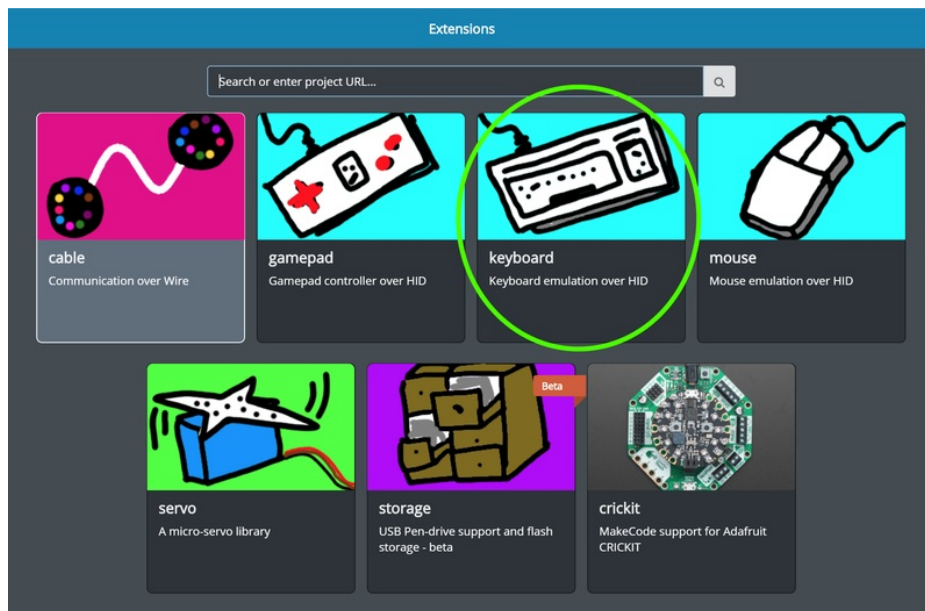 Extensions
Search or enter project URL...
cable
Communication over Wire
gamepad
Gamepad controller over HID
keyboard
Keyboard emulation over HID
mouse
Mouse emulation over HID
servo
A micro-servo library
Beta
storage
USB Pen-drive support and flash
storage - beta
crickit
MakeCode support for Adafruit
CRICKIT